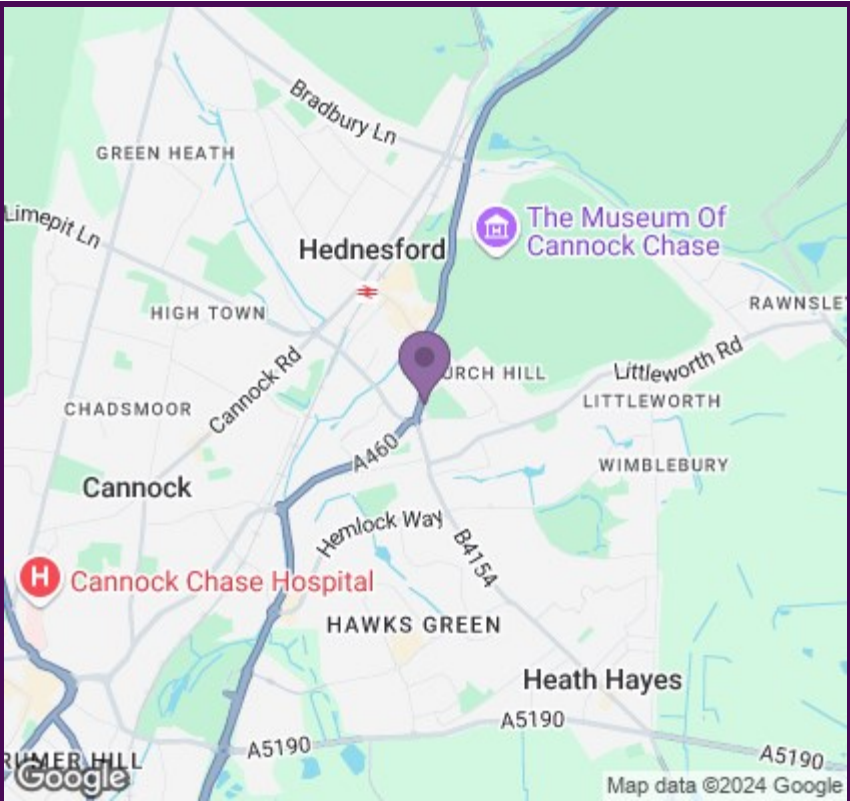 Bradbury Ln
GREEN HEATH
Limepit Ln
The Museum Of
Cannock Chase
Hednesford
RAWNSLEY
HIGH TOWN
Littleworth Rd
URCH HILL
Cannock Rd
LITTLEWORTH
CHADSMOOR
A460
WIMBLEBURY
Cannock
Hemlock Way
B4154
H
Cannock Chase Hospital
HAWKS GREEN
Heath Hayes
A5190
A5190
A5190
RUMER HILL
Google
Map data ©2024 Google